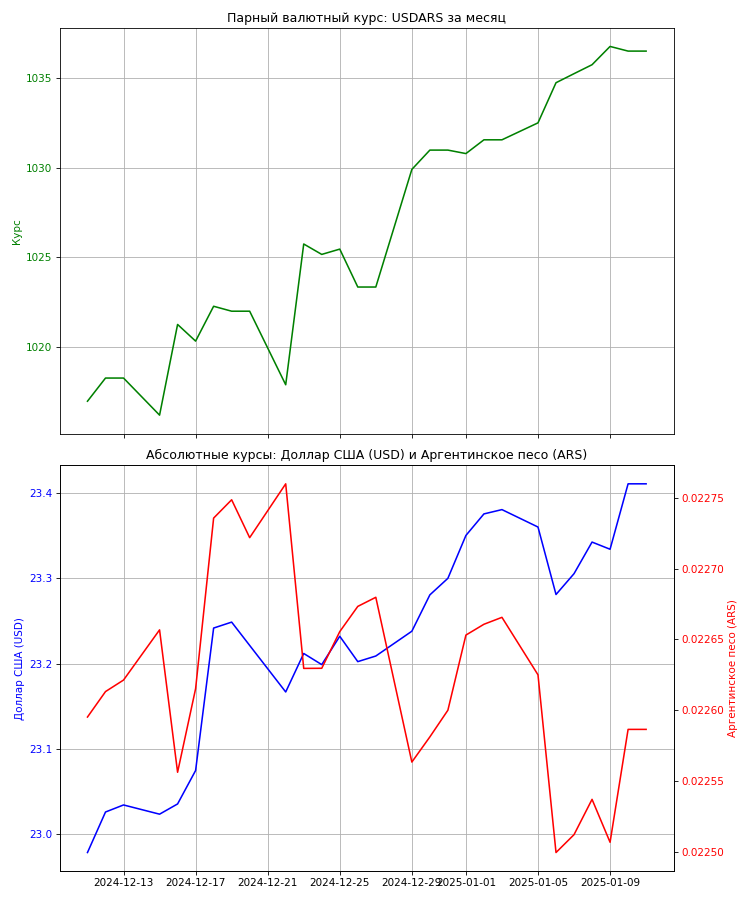 Парный валютный курс: USDARS за месяц
1035
1030
1025
1020
Курс
Абсолютные курсы: Доллар США (USD) и Аргентинское песо (ARS)
23.4
23.3
23.2
23.1
23.0
Доллар США (USD)
0.02275
0.02270
0.02265
0.02260
0.02255
0.02250
Аргентинское песо (ARS)
2024-12-13 2024-12-17 2024-12-21 2024-12-25 2024-12-29 2025-01-01 2025-01-05 2025-01-09